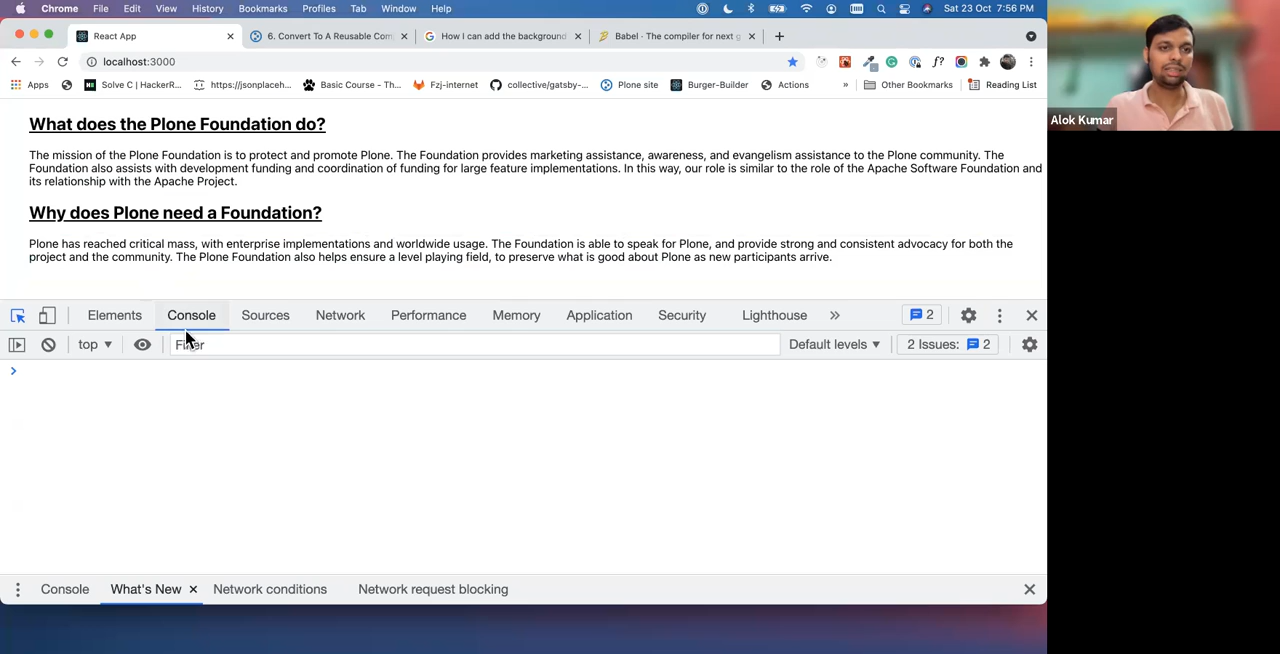 Chrome File Edit View History Bookmarks Profiles Tab Window Help Sat 23 Oct 7:56 PM
React App 6. Convert To A Reusable Com How I can add the background Babel - The compiler for next g
localhost:3000
Apps Solve C | HackerR... https://jsonplaceh... Basic Course - Th... Fzj-internet collective/gatsby-... Plone site Burger-Builder Actions » Other Bookmarks Reading List
Alok Kumar
What does the Plone Foundation do?
The mission of the Plone Foundation is to protect and promote Plone. The Foundation provides marketing assistance, awareness, and evangelism assistance to the Plone community. The
Foundation also assists with development funding and coordination of funding for large feature implementations. In this way, our role is similar to the role of the Apache Software Foundation and
its relationship with the Apache Project.
Why does Plone need a Foundation?
Plone has reached critical mass, with enterprise implementations and worldwide usage. The Foundation is able to speak for Plone, and provide strong and consistent advocacy for both the
project and the community. The Plone Foundation also helps ensure a level playing field, to preserve what is good about Plone as new participants arrive.
Elements Console Sources Network Performance Memory Application Security Lighthouse » 2
top Filter Default levels 2 Issues: 2
Console What's New Network conditions Network request blocking